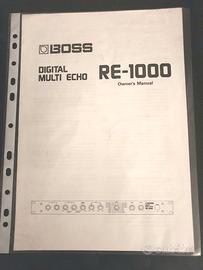 BOSS
DIGITAL
MULTI ECHO
RE-1000
Owner's Manual